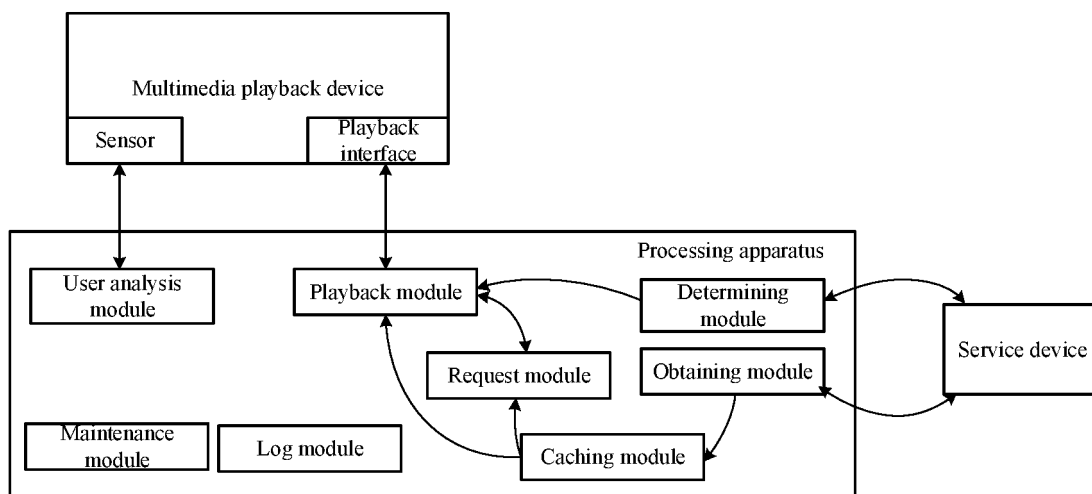 Multimedia playback device
Sensor
Playback
interface
Processing apparatus
User analysis
module
Playback module
Determining
module
Service device
Request module
Obtaining module
Maintenance
module
Log module
Caching module